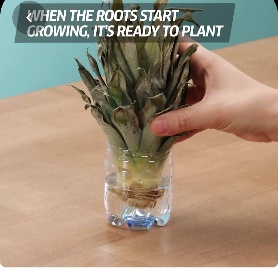 WHEN THE ROOTS START
GROWING, IT'S READY TO PLANT